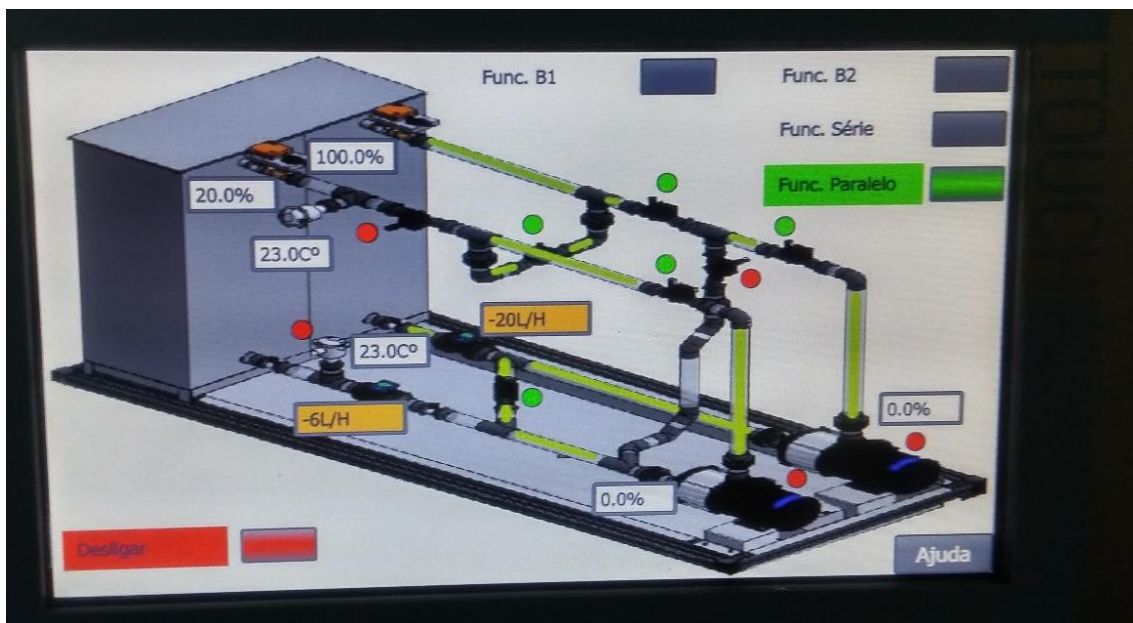 Func. B1
Func. B2
Func. Série
Func. Paralelo
100.0%
20.0%
23.0Cº
-20L/H
23.0Cº
-6L/H
0.0%
0.0%
Desligar
Ajuda
TOUCH